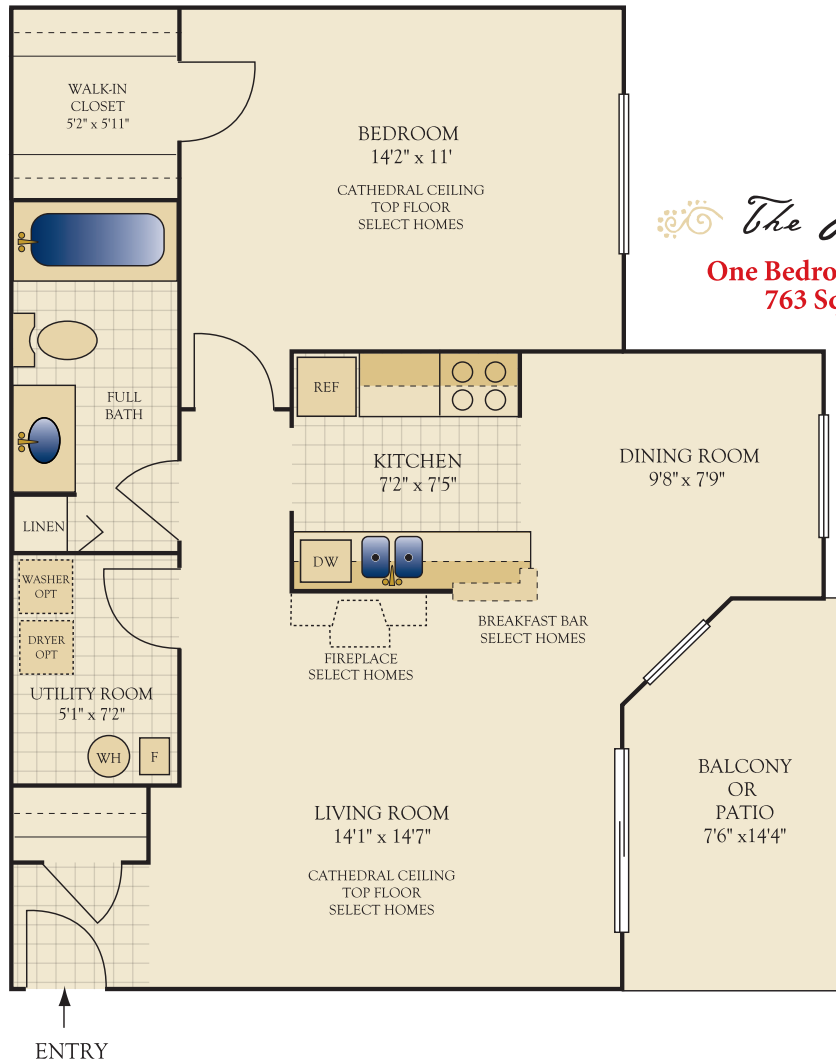 WALK-IN
CLOSET
5'2" x 5'11"
BEDROOM
14'2" x 11'
CATHEDRAL CEILING
TOP FLOOR
SELECT HOMES
The
One
763
REF
FULL
BATH
KITCHEN
7'2" x 7'5"
DINING ROOM
9'8" x 7'9"
LINEN
DW
WASHER
OPT
DRYER
OPT
BREAKFAST BAR
SELECT HOMES
FIREPLACE
SELECT HOMES
UTILITY ROOM
5'1" x 7'2"
WH
F
BALCONY
OR
PATIO
7'6" x14'4"
LIVING ROOM
14'1" x 14'7"
CATHEDRAL CEILING
TOP FLOOR
SELECT HOMES
ENTRY